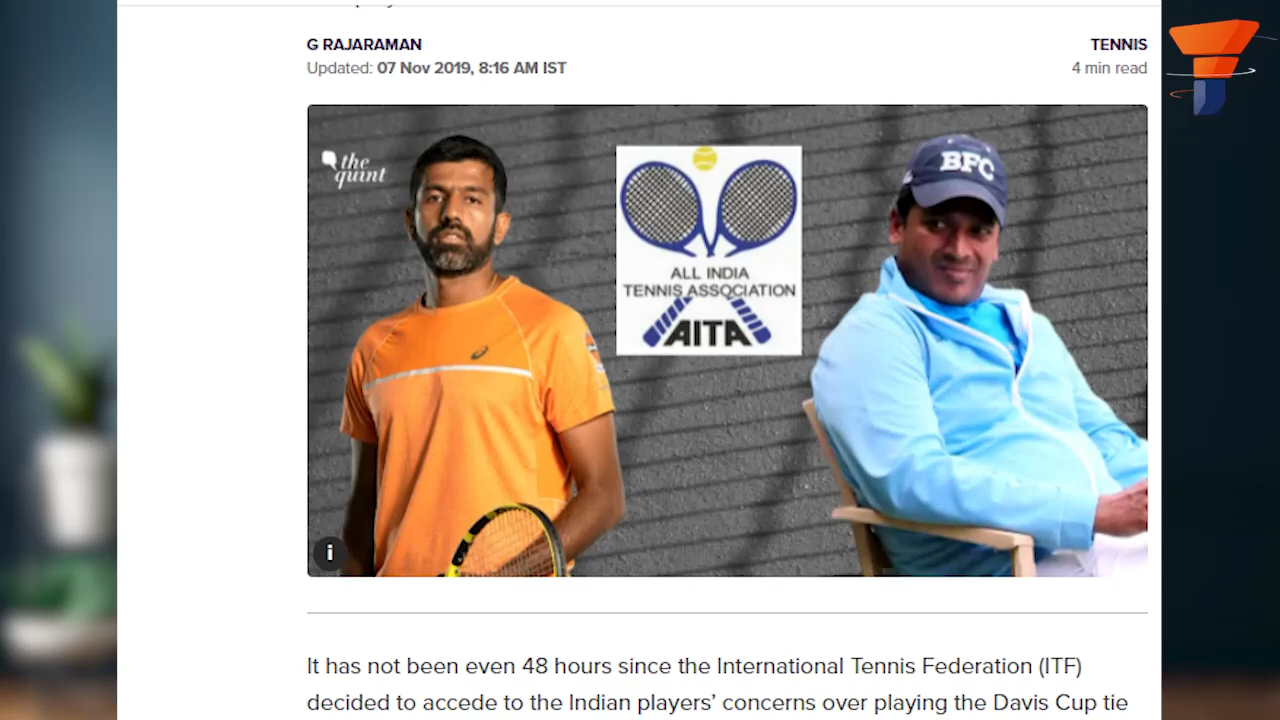 G RAJARAMAN
TENNIS
Updated: 07 Nov 2019, 8:16 AM IST
4 min read
the
quint
BFC
ALL INDIA
TENNIS ASSOCIATION
AITA
i
It has not been even 48 hours since the International Tennis Federation (ITF)
decided to accede to the Indian players’ concerns over playing the Davis Cup tie